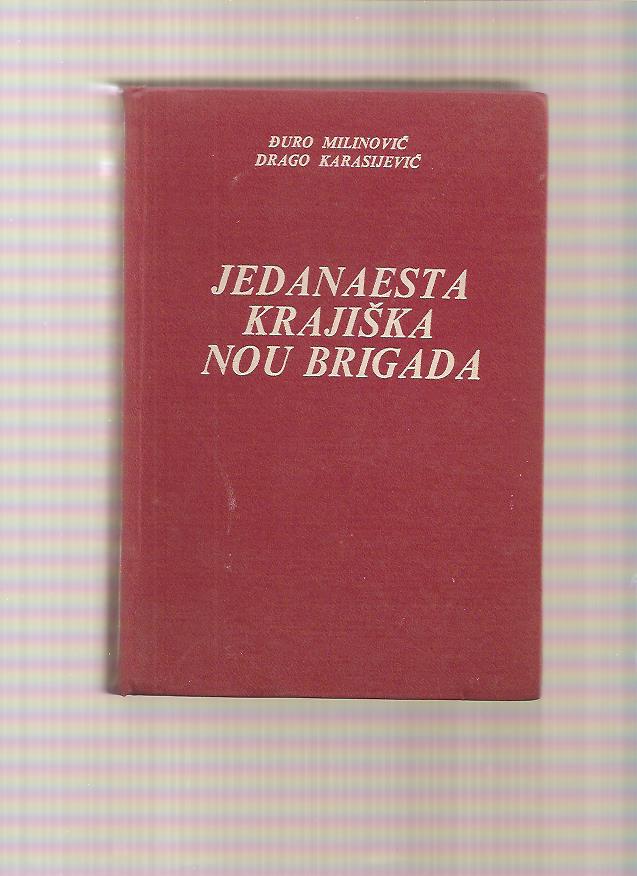 ĐURO MILINOVIĆ
DRAGO KARASIJEVIĆ
JEDANAESTA
KRAJIŠKA
NOU BRIGADA